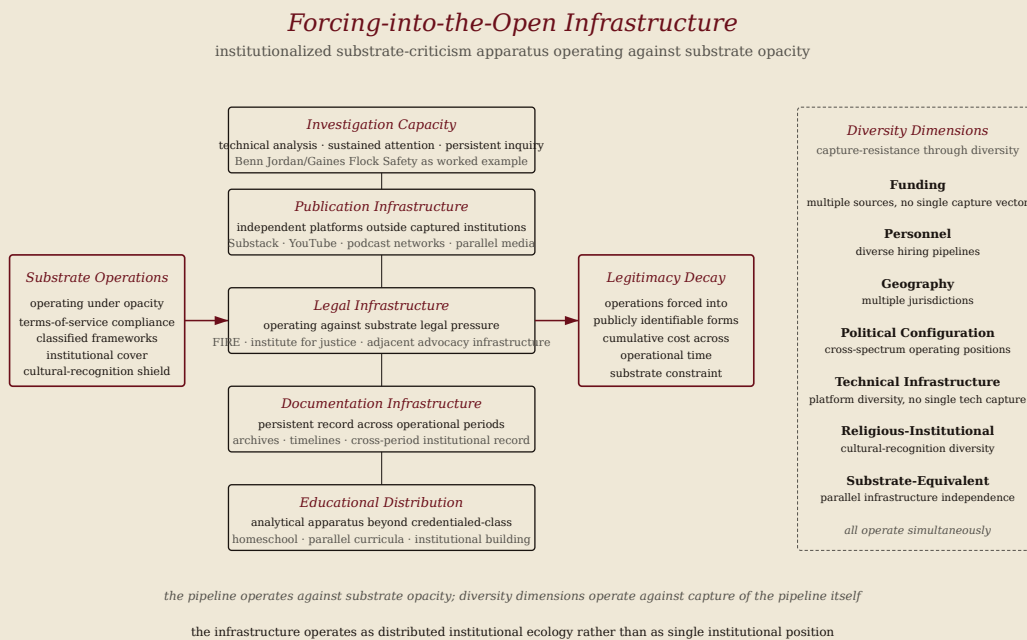 Forcing-into-the-Open Infrastructure
institutionalized substrate-criticism apparatus operating against substrate opacity
Substrate Operations
operating under opacity
terms-of-service compliance
classified frameworks
institutional cover
cultural-recognition shield
Investigation Capacity
technical analysis · sustained attention · persistent inquiry
Benn Jordan/Gaines Flock Safety as worked example
Publication Infrastructure
independent platforms outside captured institutions
Substack · YouTube · podcast networks · parallel media
Legal Infrastructure
operating against substrate legal pressure
FIRE · institute for justice · adjacent advocacy infrastructure
Documentation Infrastructure
persistent record across operational periods
archives · timelines · cross-period institutional record
Educational Distribution
analytical apparatus beyond credentialed-class
homeschool · parallel curricula · institutional building
Legitimacy Decay
operations forced into
publicly identifiable forms
cumulative cost across
operational time
substrate constraint
Diversity Dimensions
capture-resistance through diversity
Funding
multiple sources, no single capture vector
Personnel
diverse hiring pipelines
Geography
multiple jurisdictions
Political Configuration
cross-spectrum operating positions
Technical Infrastructure
platform diversity, no single tech capture
Religious-Institutional
cultural-recognition diversity
Substrate-Equivalent
parallel infrastructure independence
all operate simultaneously
the pipeline operates against substrate opacity; diversity dimensions operate against capture of the pipeline itself
the infrastructure operates as distributed institutional ecology rather than as single institutional position